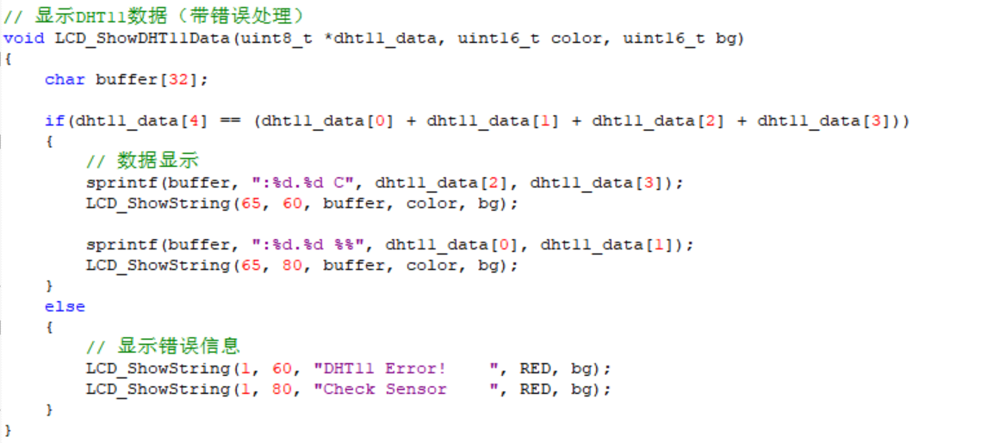 // 显示DHT11数据（带错误处理）
void LCD_ShowDHT11Data(uint8_t *dht11_data, uint16_t color, uint16_t bg)
{
    char buffer[32];

    if(dht11_data[4] == (dht11_data[0] + dht11_data[1] + dht11_data[2] + dht11_data[3]))
    {
        // 数据显示
        sprintf(buffer, ":%d.%d C", dht11_data[2], dht11_data[3]);
        LCD_ShowString(65, 60, buffer, color, bg);

        sprintf(buffer, ":%d.%d %%", dht11_data[0], dht11_data[1]);
        LCD_ShowString(65, 80, buffer, color, bg);
    }
    else
    {
        // 显示错误信息
        LCD_ShowString(1, 60, "DHT11 Error!    ", RED, bg);
        LCD_ShowString(1, 80, "Check Sensor    ", RED, bg);
    }
}